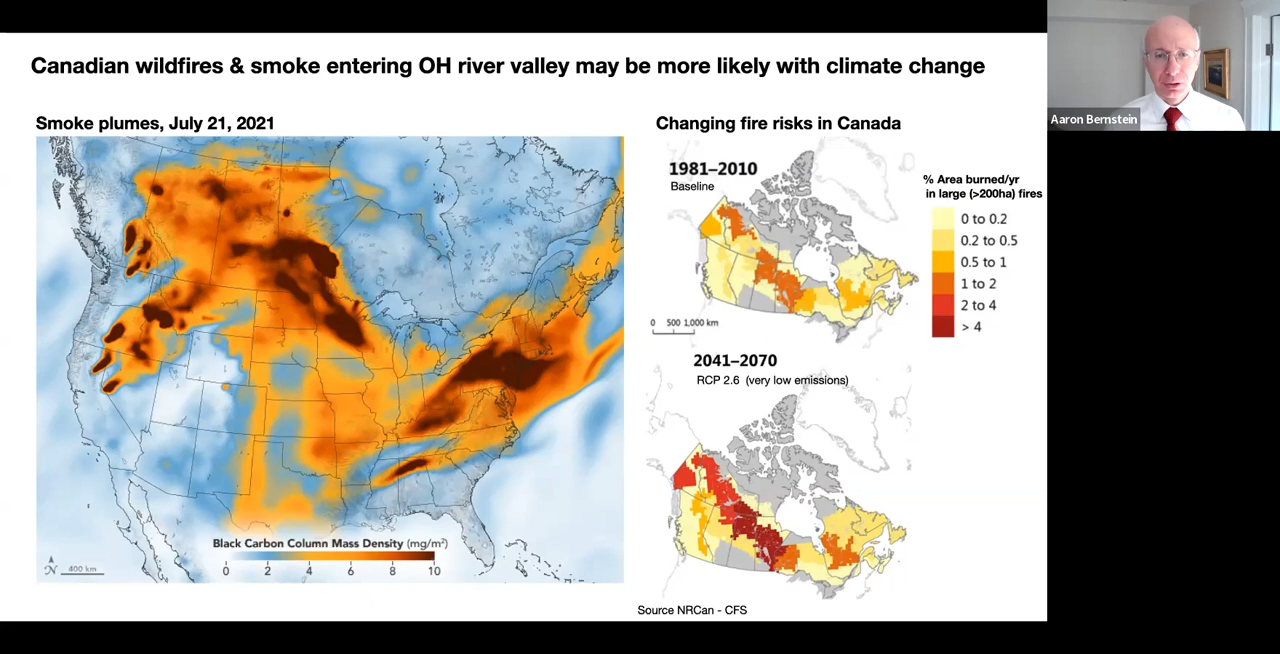 Canadian wildfires & smoke entering OH river valley may be more likely with climate change
Smoke plumes, July 21, 2021
Black Carbon Column Mass Density (mg/m²)
0 2 4 6 8 10
N
400 km
Changing fire risks in Canada
1981–2010
Baseline
0 500 1,000 km
% Area burned/yr
in large (>200ha) fires
0 to 0.2
0.2 to 0.5
0.5 to 1
1 to 2
2 to 4
> 4
2041–2070
RCP 2.6 (very low emissions)
Source NRCan - CFS
Aaron Bernstein